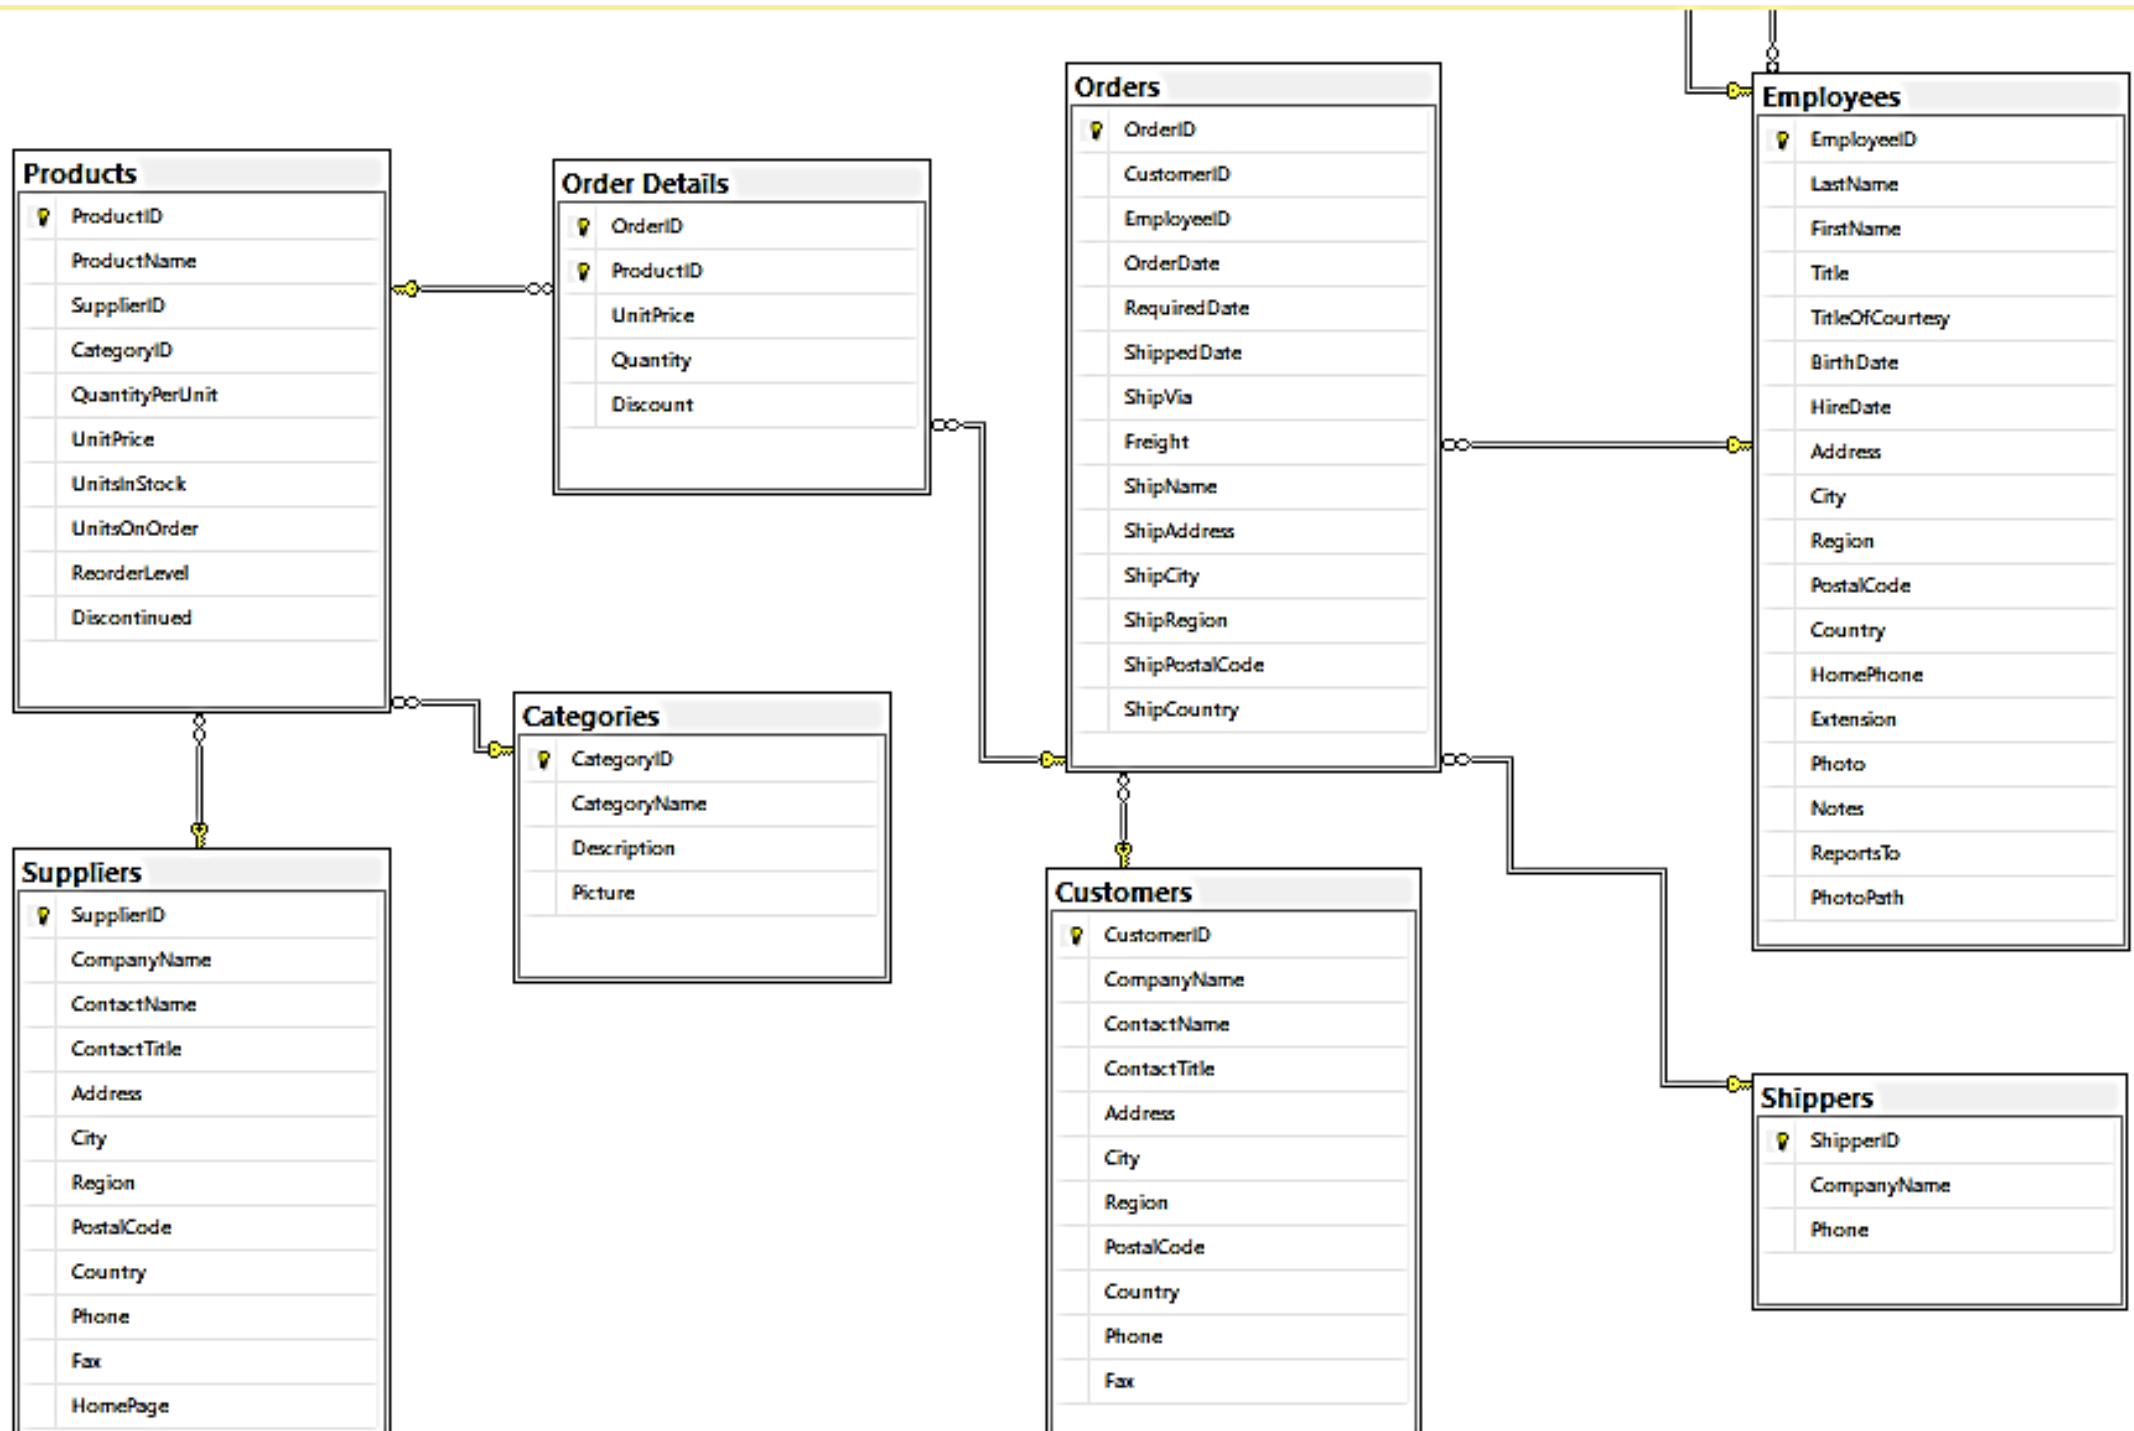 Products
ProductID
ProductName
SupplierID
CategoryID
QuantityPerUnit
UnitPrice
UnitsInStock
UnitsOnOrder
ReorderLevel
Discontinued
Order Details
OrderID
ProductID
UnitPrice
Quantity
Discount
Orders
OrderID
CustomerID
EmployeeID
OrderDate
RequiredDate
ShippedDate
ShipVia
Freight
ShipName
ShipAddress
ShipCity
ShipRegion
ShipPostalCode
ShipCountry
Employees
EmployeeID
LastName
FirstName
Title
TitleOfCourtesy
BirthDate
HireDate
Address
City
Region
PostalCode
Country
HomePhone
Extension
Photo
Notes
ReportsTo
PhotoPath
Suppliers
SupplierID
CompanyName
ContactName
ContactTitle
Address
City
Region
PostalCode
Country
Phone
Fax
HomePage
Categories
CategoryID
CategoryName
Description
Picture
Customers
CustomerID
CompanyName
ContactName
ContactTitle
Address
City
Region
PostalCode
Country
Phone
Fax
Shippers
ShipperID
CompanyName
Phone